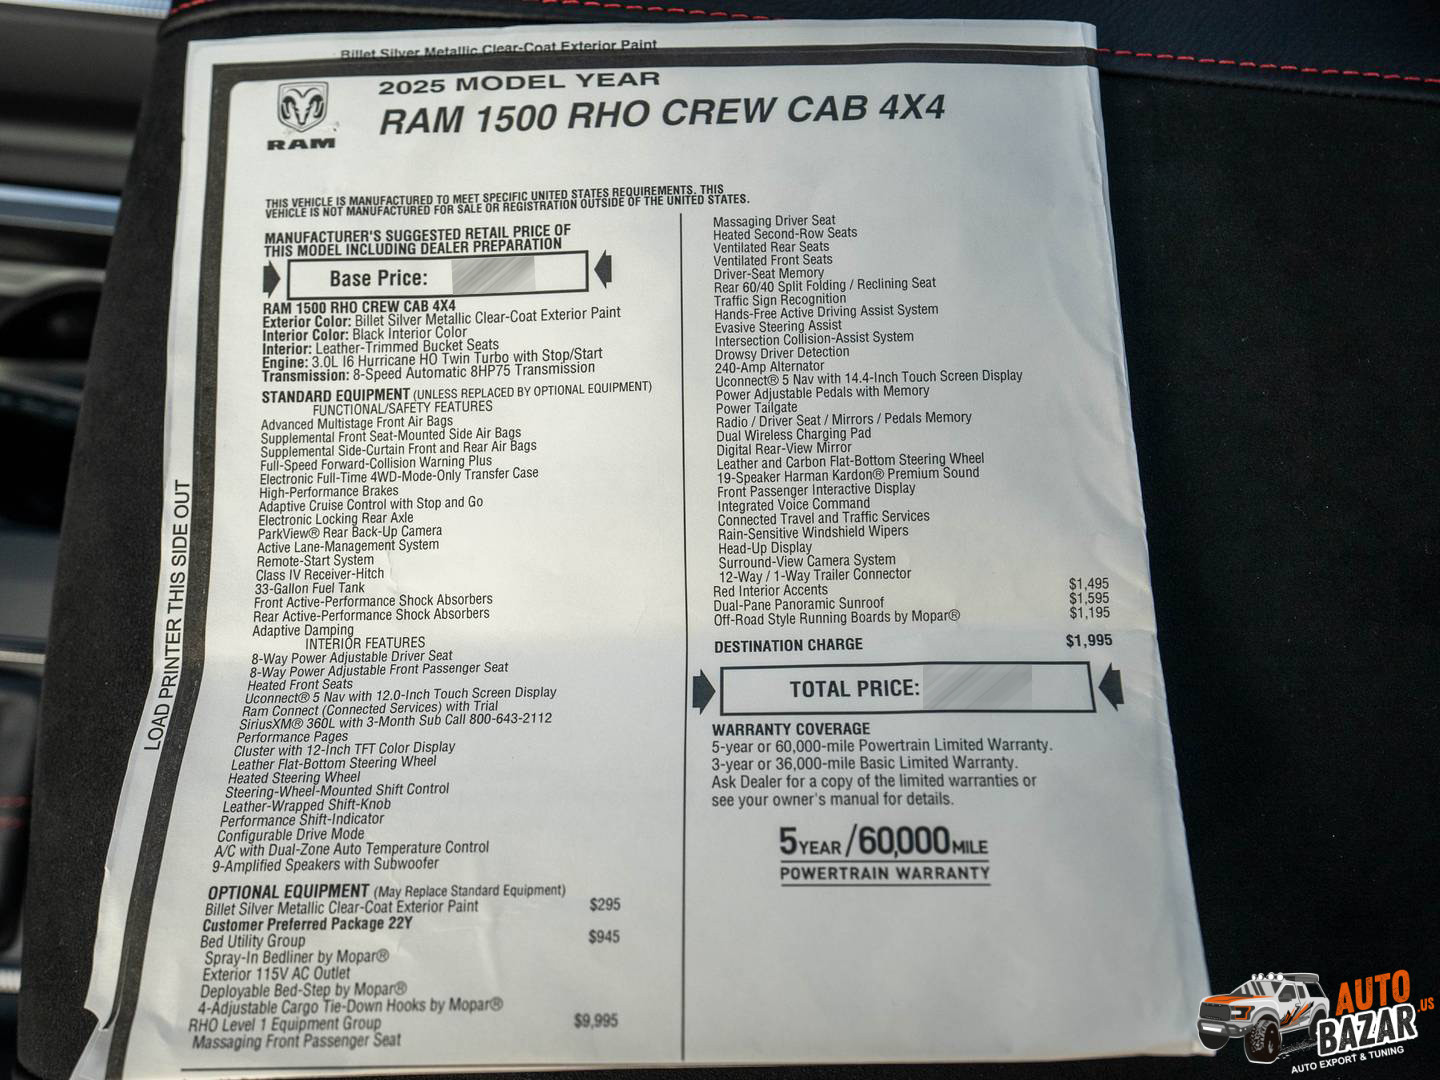 Billet Silver Metallic Clear-Coat Exterior Paint
2025 MODEL YEAR
RAM 1500 RHO CREW CAB 4X4
RAM
THIS VEHICLE IS MANUFACTURED TO MEET SPECIFIC UNITED STATES REQUIREMENTS. THIS
VEHICLE IS NOT MANUFACTURED FOR SALE OR REGISTRATION OUTSIDE OF THE UNITED STATES.
MANUFACTURER'S SUGGESTED RETAIL PRICE OF
THIS MODEL INCLUDING DEALER PREPARATION
Base Price:
RAM 1500 RHO CREW CAB 4X4
Exterior Color: Billet Silver Metallic Clear-Coat Exterior Paint
Interior Color: Black Interior Color
Interior: Leather-Trimmed Bucket Seats
Engine: 3.0L I6 Hurricane HO Twin Turbo with Stop/Start
Transmission: 8-Speed Automatic 8HP75 Transmission
STANDARD EQUIPMENT (UNLESS REPLACED BY OPTIONAL EQUIPMENT)
FUNCTIONAL/SAFETY FEATURES
Advanced Multistage Front Air Bags
Supplemental Front Seat-Mounted Side Air Bags
Supplemental Side-Curtain Front and Rear Air Bags
Full-Speed Forward-Collision Warning Plus
Electronic Full-Time 4WD-Mode-Only Transfer Case
High-Performance Brakes
Adaptive Cruise Control with Stop and Go
Electronic Locking Rear Axle
ParkView® Rear Back-Up Camera
Active Lane-Management System
Remote-Start System
Class IV Receiver-Hitch
33-Gallon Fuel Tank
Front Active-Performance Shock Absorbers
Rear Active-Performance Shock Absorbers
Adaptive Damping
INTERIOR FEATURES
8-Way Power Adjustable Driver Seat
8-Way Power Adjustable Front Passenger Seat
Heated Front Seats
Uconnect® 5 Nav with 12.0-Inch Touch Screen Display
Ram Connect (Connected Services) with Trial
SiriusXM® 360L with 3-Month Sub Call 800-643-2112
Performance Pages
Cluster with 12-Inch TFT Color Display
Leather Flat-Bottom Steering Wheel
Heated Steering Wheel
Steering-Wheel-Mounted Shift Control
Leather-Wrapped Shift-Knob
Performance Shift-Indicator
Configurable Drive Mode
A/C with Dual-Zone Auto Temperature Control
9-Amplified Speakers with Subwoofer
OPTIONAL EQUIPMENT (May Replace Standard Equipment)
Billet Silver Metallic Clear-Coat Exterior Paint $295
Customer Preferred Package 22Y
Bed Utility Group $945
Spray-In Bedliner by Mopar®
Exterior 115V AC Outlet
Deployable Bed-Step by Mopar®
4-Adjustable Cargo Tie-Down Hooks by Mopar®
RHO Level 1 Equipment Group $9,995
Massaging Front Passenger Seat
Massaging Driver Seat
Heated Second-Row Seats
Ventilated Rear Seats
Ventilated Front Seats
Driver-Seat Memory
Rear 60/40 Split Folding / Reclining Seat
Traffic Sign Recognition
Hands-Free Active Driving Assist System
Evasive Steering Assist
Intersection Collision-Assist System
Drowsy Driver Detection
240-Amp Alternator
Uconnect® 5 Nav with 14.4-Inch Touch Screen Display
Power Adjustable Pedals with Memory
Power Tailgate
Radio / Driver Seat / Mirrors / Pedals Memory
Dual Wireless Charging Pad
Digital Rear-View Mirror
Leather and Carbon Flat-Bottom Steering Wheel
19-Speaker Harman Kardon® Premium Sound
Front Passenger Interactive Display
Integrated Voice Command
Connected Travel and Traffic Services
Rain-Sensitive Windshield Wipers
Head-Up Display
Surround-View Camera System
12-Way / 1-Way Trailer Connector
Red Interior Accents $1,495
Dual-Pane Panoramic Sunroof $1,595
Off-Road Style Running Boards by Mopar® $1,195
DESTINATION CHARGE $1,995
TOTAL PRICE:
WARRANTY COVERAGE
5-year or 60,000-mile Powertrain Limited Warranty.
3-year or 36,000-mile Basic Limited Warranty.
Ask Dealer for a copy of the limited warranties or
see your owner's manual for details.
5 YEAR / 60,000 MILE
POWERTRAIN WARRANTY
LOAD PRINTER THIS SIDE OUT
AUTO
BAZAR.US
AUTO EXPORT & TUNING